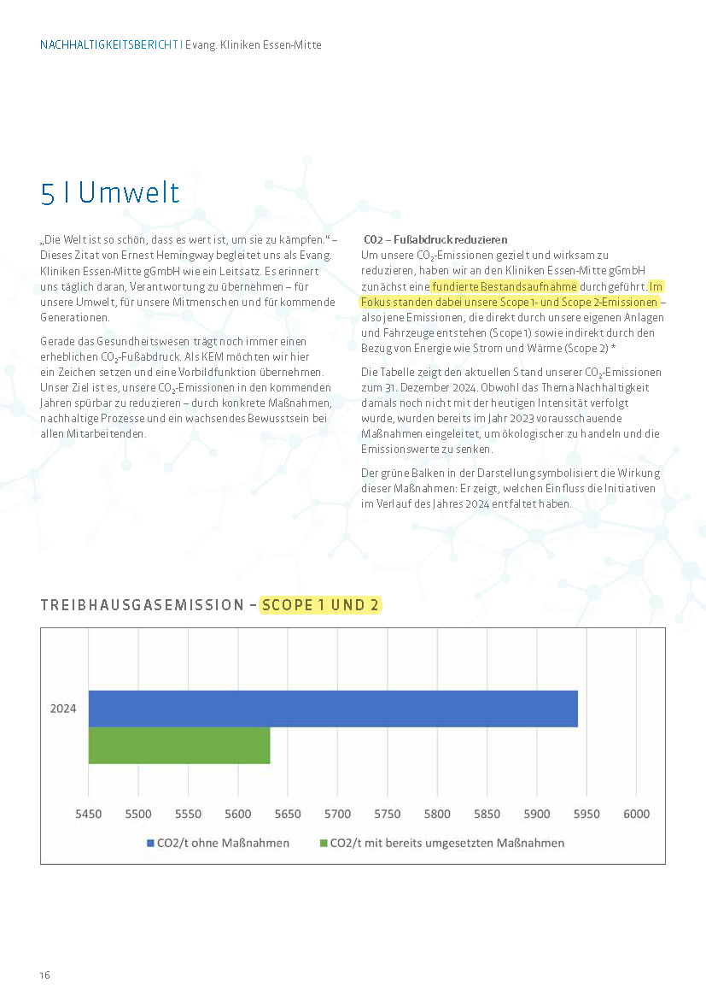 NACHHALTIGKEITSBERICHT I Evang. Kliniken Essen-Mitte
5 I Umwelt
„Die Welt ist so schön, dass es wert ist, um sie zu kämpfen.“ –
Dieses Zitat von Ernest Hemingway begleitet uns als Evang.
Kliniken Essen-Mitte gGmbH wie ein Leitsatz. Es erinnert
uns täglich daran, Verantwortung zu übernehmen – für
unsere Umwelt, für unsere Mitmenschen und für kommende
Generationen.
Gerade das Gesundheitswesen trägt noch immer einen
erheblichen CO₂-Fußabdruck. Als KEM möchten wir hier
ein Zeichen setzen und eine Vorbildfunktion übernehmen.
Unser Ziel ist es, unsere CO₂-Emissionen in den kommenden
Jahren spürbar zu reduzieren – durch konkrete Maßnahmen,
nachhaltige Prozesse und ein wachsendes Bewusstsein bei
allen Mitarbeitenden.
CO2 – Fußabdruck reduzieren
Um unsere CO₂-Emissionen gezielt und wirksam zu
reduzieren, haben wir an den Kliniken Essen-Mitte gGmbH
zunächst eine fundierte Bestandsaufnahme durchgeführt. Im
Fokus standen dabei unsere Scope 1- und Scope 2-Emissionen –
also jene Emissionen, die direkt durch unsere eigenen Anlagen
und Fahrzeuge entstehen (Scope 1) sowie indirekt durch den
Bezug von Energie wie Strom und Wärme (Scope 2) *
Die Tabelle zeigt den aktuellen Stand unserer CO₂-Emissionen
zum 31. Dezember 2024. Obwohl das Thema Nachhaltigkeit
damals noch nicht mit der heutigen Intensität verfolgt
wurde, wurden bereits im Jahr 2023 vorausschauende
Maßnahmen eingeleitet, um ökologischer zu handeln und die
Emissionswerte zu senken.
Der grüne Balken in der Darstellung symbolisiert die Wirkung
dieser Maßnahmen: Er zeigt, welchen Einfluss die Initiativen
im Verlauf des Jahres 2024 entfaltet haben.
TREIBHAUSGASEMISSION – SCOPE 1 UND 2
2024
5450 5500 5550 5600 5650 5700 5750 5800 5850 5900 5950 6000
CO2/t ohne Maßnahmen CO2/t mit bereits umgesetzten Maßnahmen
16